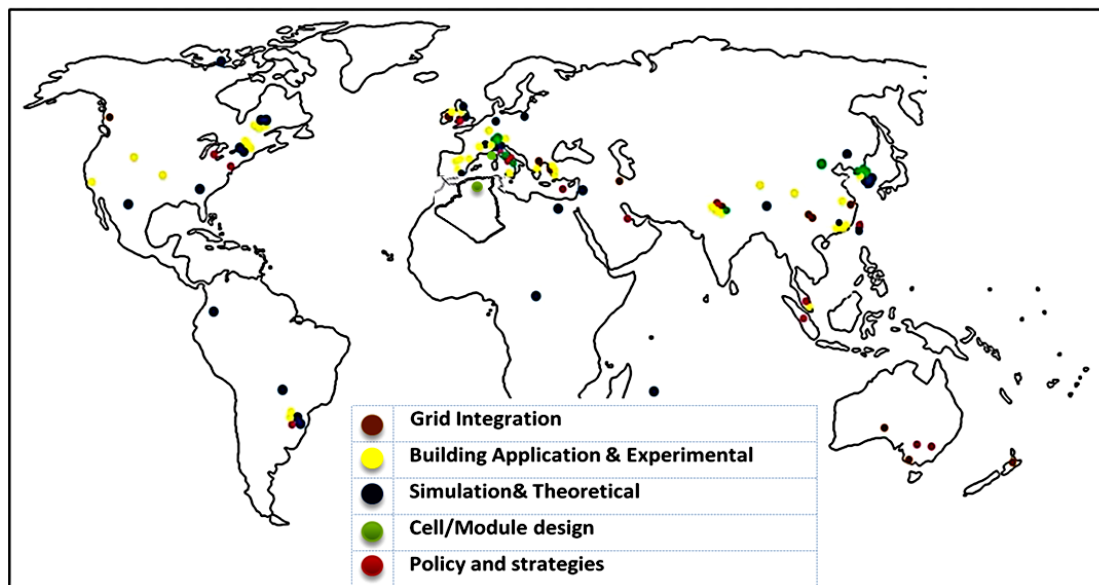 Grid Integration
Building Application & Experimental
Simulation& Theoretical
Cell/Module design
Policy and strategies